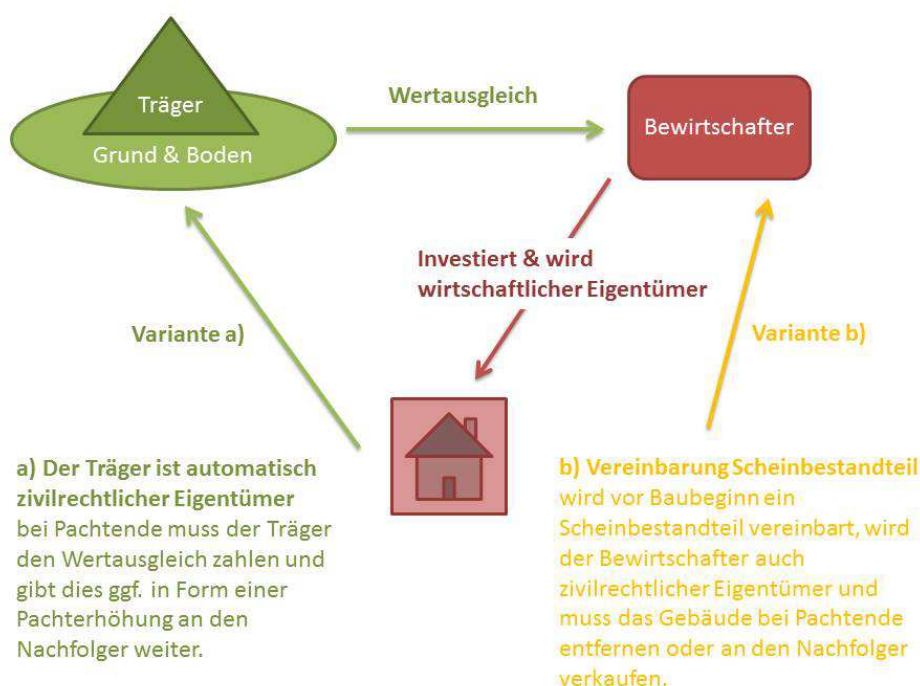 Träger
Grund & Boden
Wertausgleich
Bewirtschafter
Investiert & wird
wirtschaftlicher Eigentümer
Variante a)
Variante b)
a) Der Träger ist automatisch
zivilrechtlicher Eigentümer
bei Pachtende muss der Träger
den Wertausgleich zahlen und
gibt dies ggf. in Form einer
Pachterhöhung an den
Nachfolger weiter.
b) Vereinbarung Scheinbestandteil
wird vor Baubeginn ein
Scheinbestandteil vereinbart, wird
der Bewirtschafter auch
zivilrechtlicher Eigentümer und
muss das Gebäude bei Pachtende
entfernen oder an den Nachfolger
verkaufen.